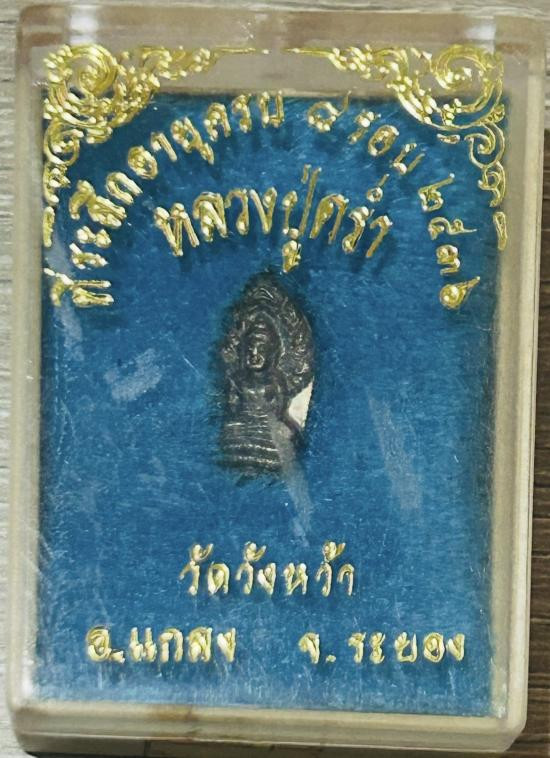 ที่ระลึกอายุครบ ๘ รอบ ๒๕๓๖
หลวงปู่คร่ำ
วัดวังหว้า
อ.แกลง จ.ระยอง